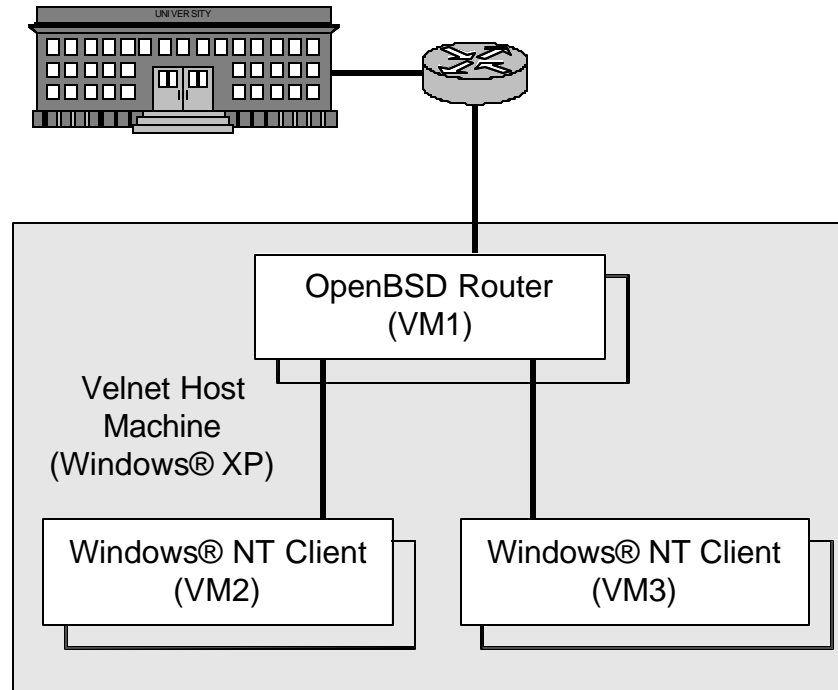 UNIVERSITY
OpenBSD Router
(VM1)
Velnet Host
Machine
(Windows® XP)
Windows® NT Client
(VM2)
Windows® NT Client
(VM3)